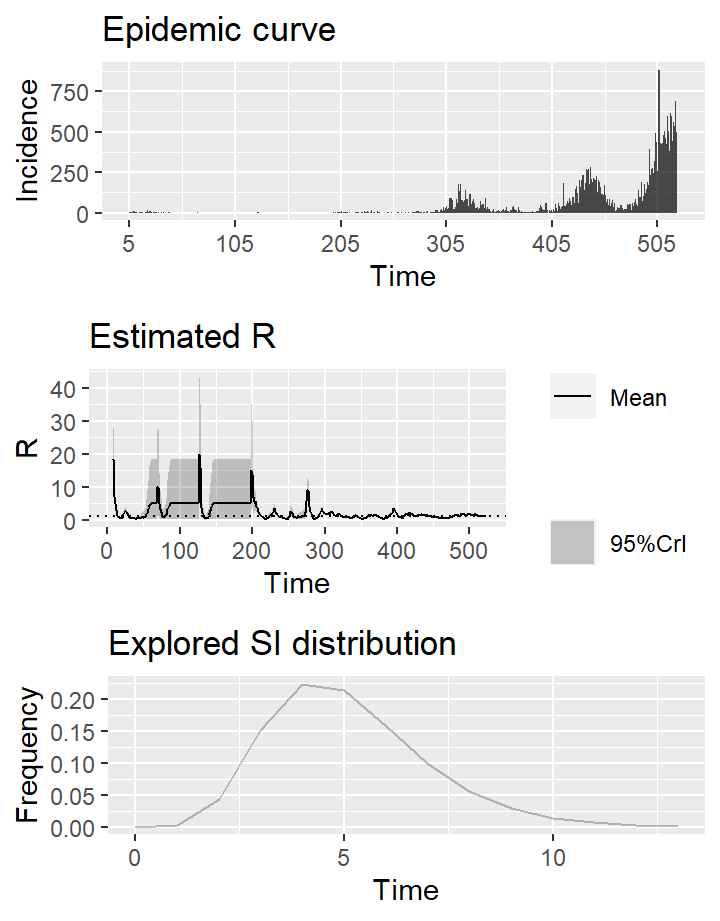 Epidemic curve
Incidence
750
500
250
0
5 105 205 305 405 505
Time
Estimated R
R
40
30
20
10
0
0 100 200 300 400 500
Time
Mean
95%CrI
Explored SI distribution
Frequency
0.20
0.15
0.10
0.05
0.00
0 5 10
Time